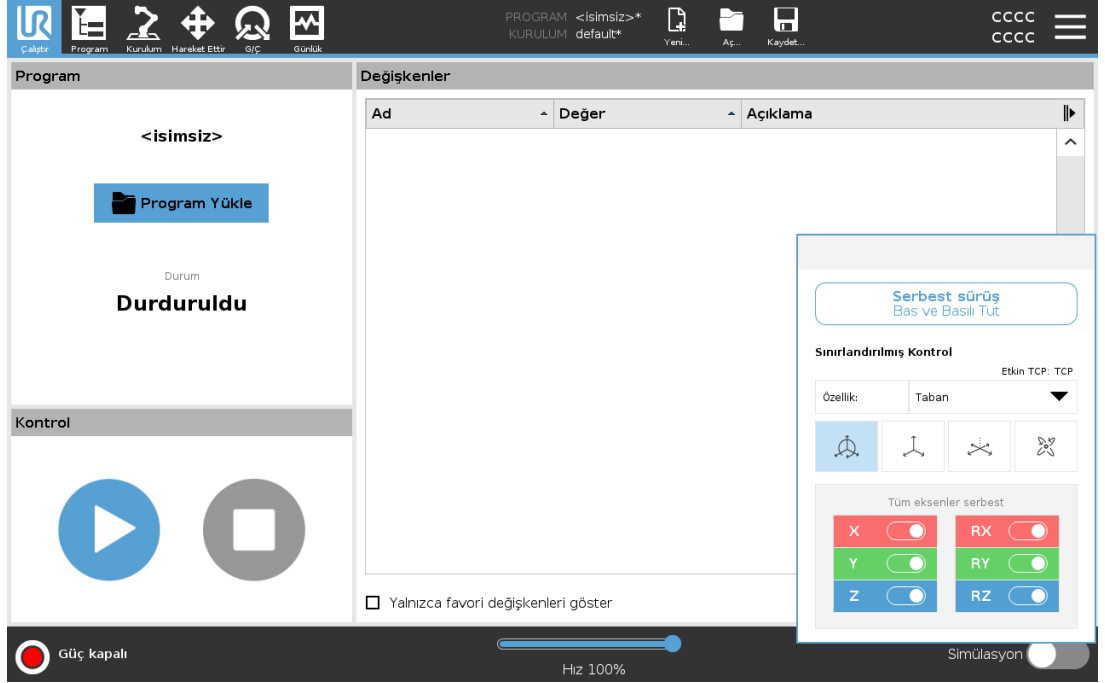 UR
Çalıştır
Program
Kurulum
Hareket Ettir
G/Ç
Günlük
PROGRAM <isimsiz>*
KURULUM default*
Yeni...
Aç...
Kaydet...
CCCC
CCCC
Program
<isimsiz>
Program Yükle
Durum
Durduruldu
Kontrol
Değişkenler
Ad Değer Açıklama
Yalnızca favori değişkenleri göster
Serbest sürüş
Bas ve Basılı Tut
Sınırlandırılmış Kontrol
Etkin TCP: TCP
Özellik: Taban
Tüm eksenler serbest
X RX
Y RY
Z RZ
Güç kapalı
Hız 100%
Simülasyon